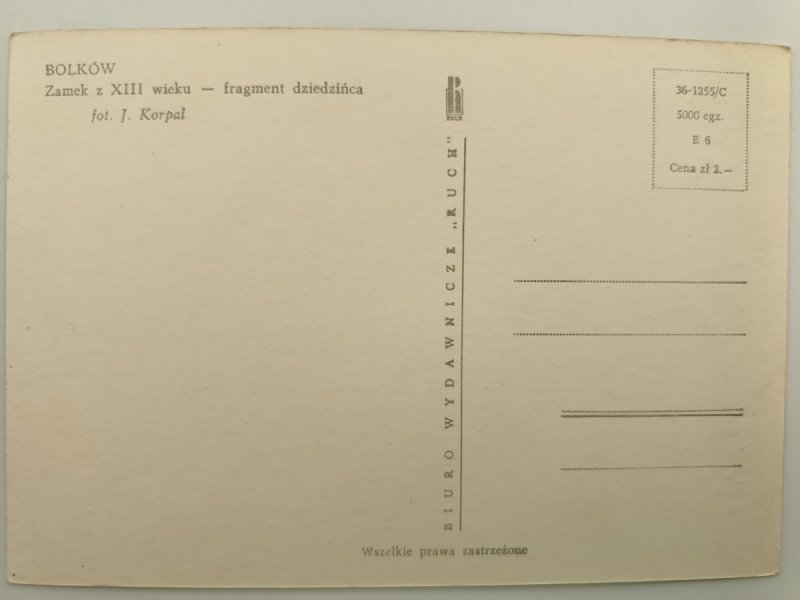 BOLKÓW
Zamek z XIII wieku — fragment dziedzińca
fot. J. Korpal
RUCH
BIURO WYDAWNICZE „RUCH"
36-1255/C
5000 egz.
E 6
Cena zł 2.—
Wszelkie prawa zastrzeżone